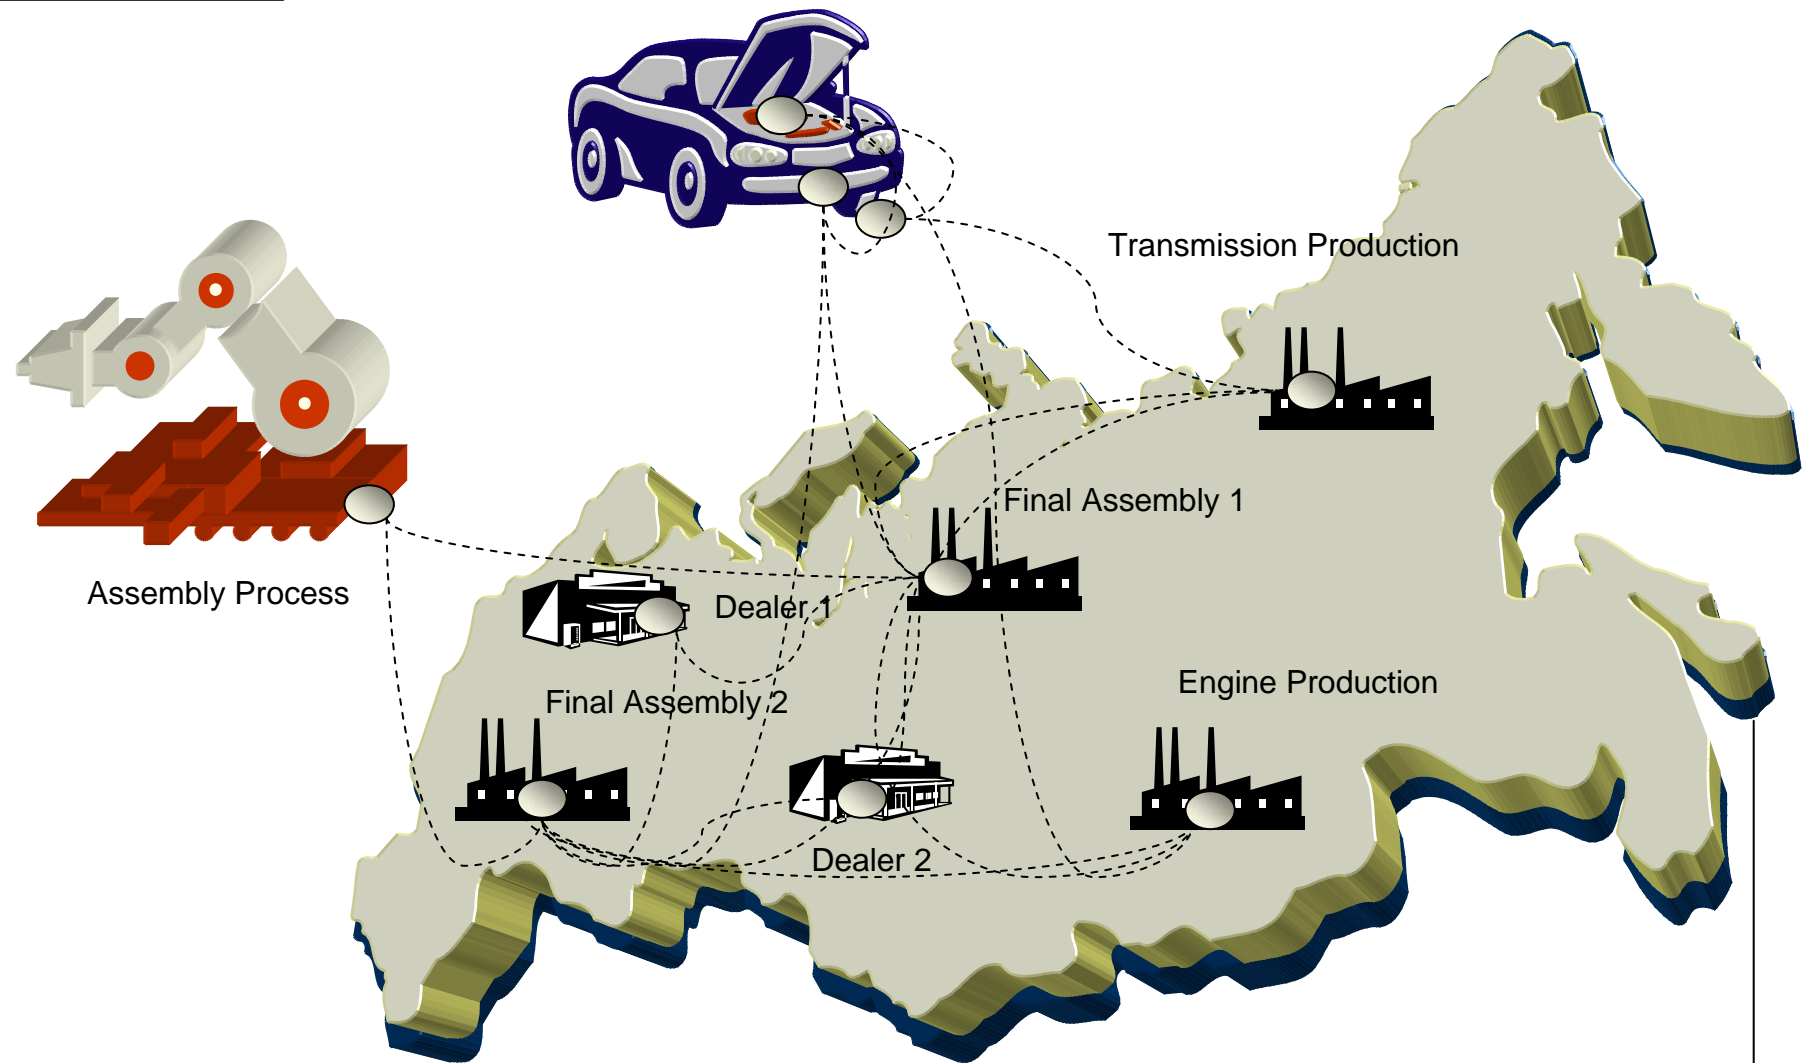 Transmission Production
Final Assembly 1
Assembly Process
Dealer 1
Engine Production
Final Assembly 2
Dealer 2